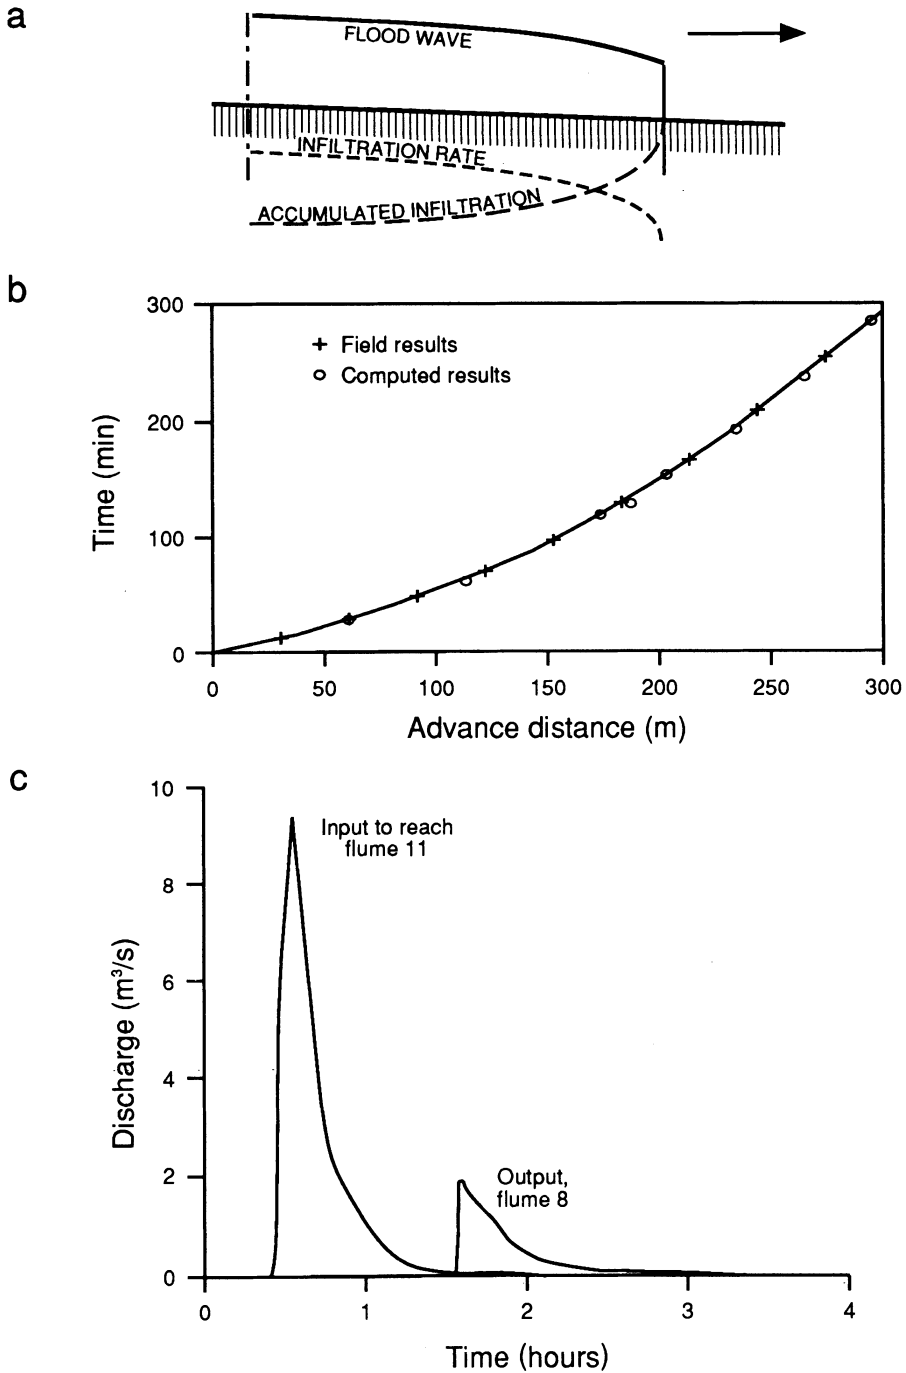 a
FLOOD WAVE
INFILTRATION RATE
ACCUMULATED INFILTRATION
b
300
200
100
0
Time (min)
+ Field results
o Computed results
0 50 100 150 200 250 300
Advance distance (m)
c
10
8
6
4
2
0
Discharge (m³/s)
Input to reach
flume 11
Output,
flume 8
0 1 2 3 4
Time (hours)